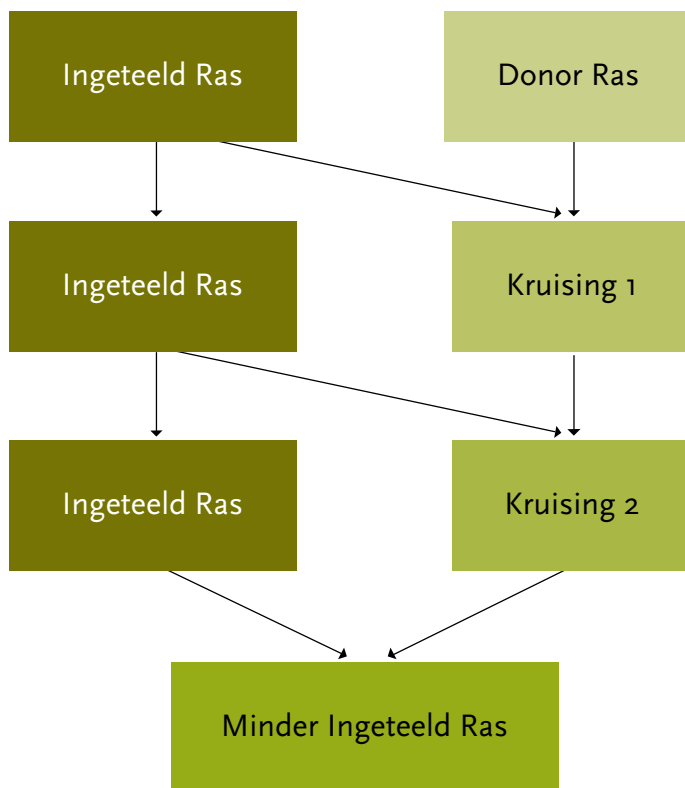 Ingeteeld Ras
Donor Ras
Ingeteeld Ras
Kruising 1
Ingeteeld Ras
Kruising 2
Minder Ingeteeld Ras